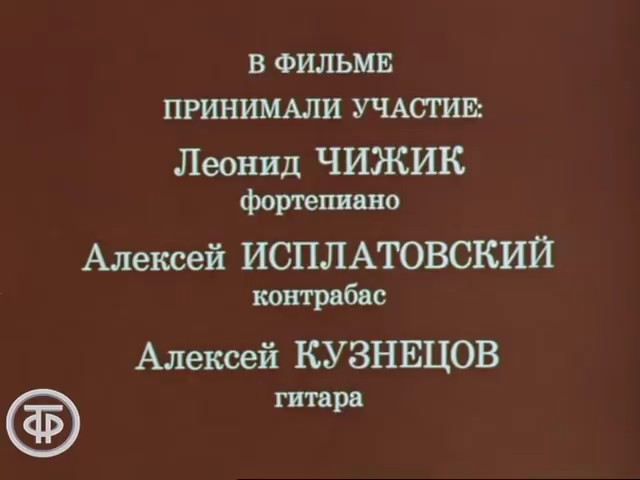 В ФИЛЬМЕ
ПРИНИМАЛИ УЧАСТИЕ:
Леонид ЧИЖИК
фортепиано
Алексей ИСПЛАТОВСКИЙ
контрабас
Алексей КУЗНЕЦОВ
гитара